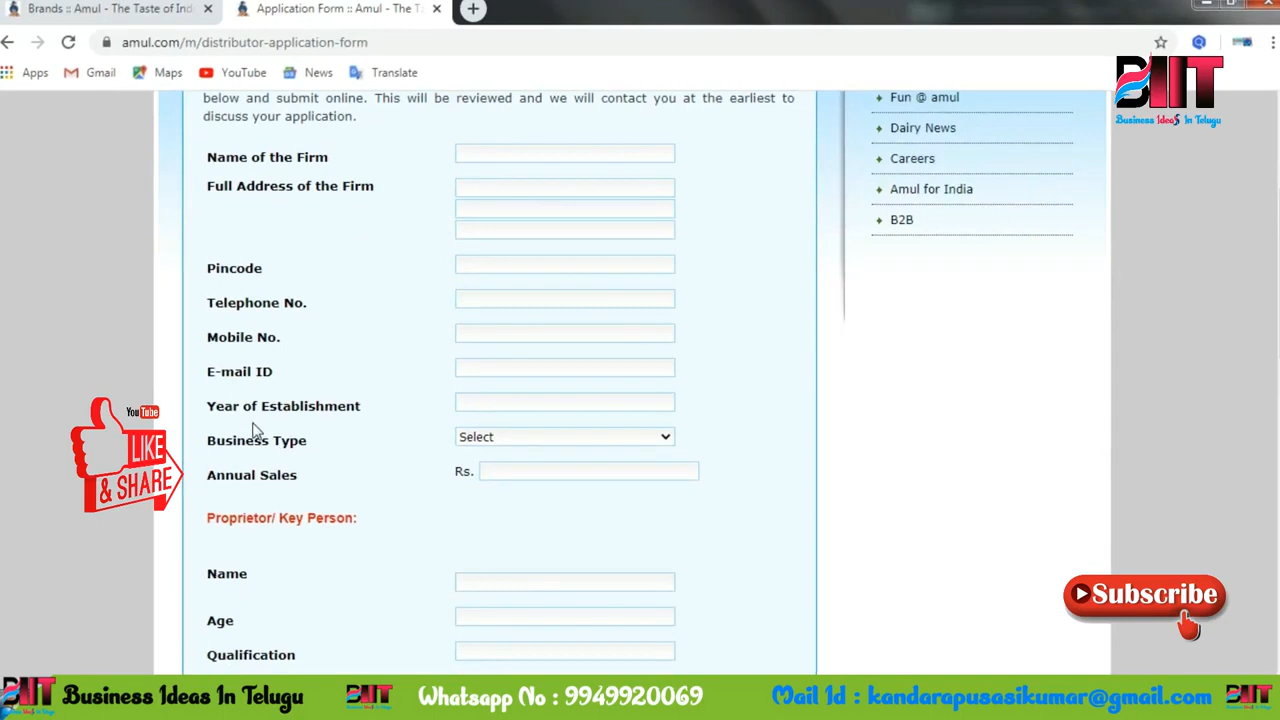 Brands :: Amul - The Taste of Ind
Application Form :: Amul - The T
amul.com/m/distributor-application-form
Apps
Gmail
Maps
YouTube
News
Translate
BIIT
Business Ideas In Telugu
below and submit online. This will be reviewed and we will contact you at the earliest to
discuss your application.
Name of the Firm
Full Address of the Firm
Pincode
Telephone No.
Mobile No.
E-mail ID
Year of Establishment
Business Type
Select
Annual Sales
Rs.
Proprietor/ Key Person:
Name
Age
Qualification
Fun @ amul
Dairy News
Careers
Amul for India
B2B
You Tube
LIKE
& SHARE
Subscribe
BIIT
Business Ideas In Telugu
BIIT
Whatsapp No : 9949920069
Mail Id : kandarapusasikumar@gmail.com
BIIT